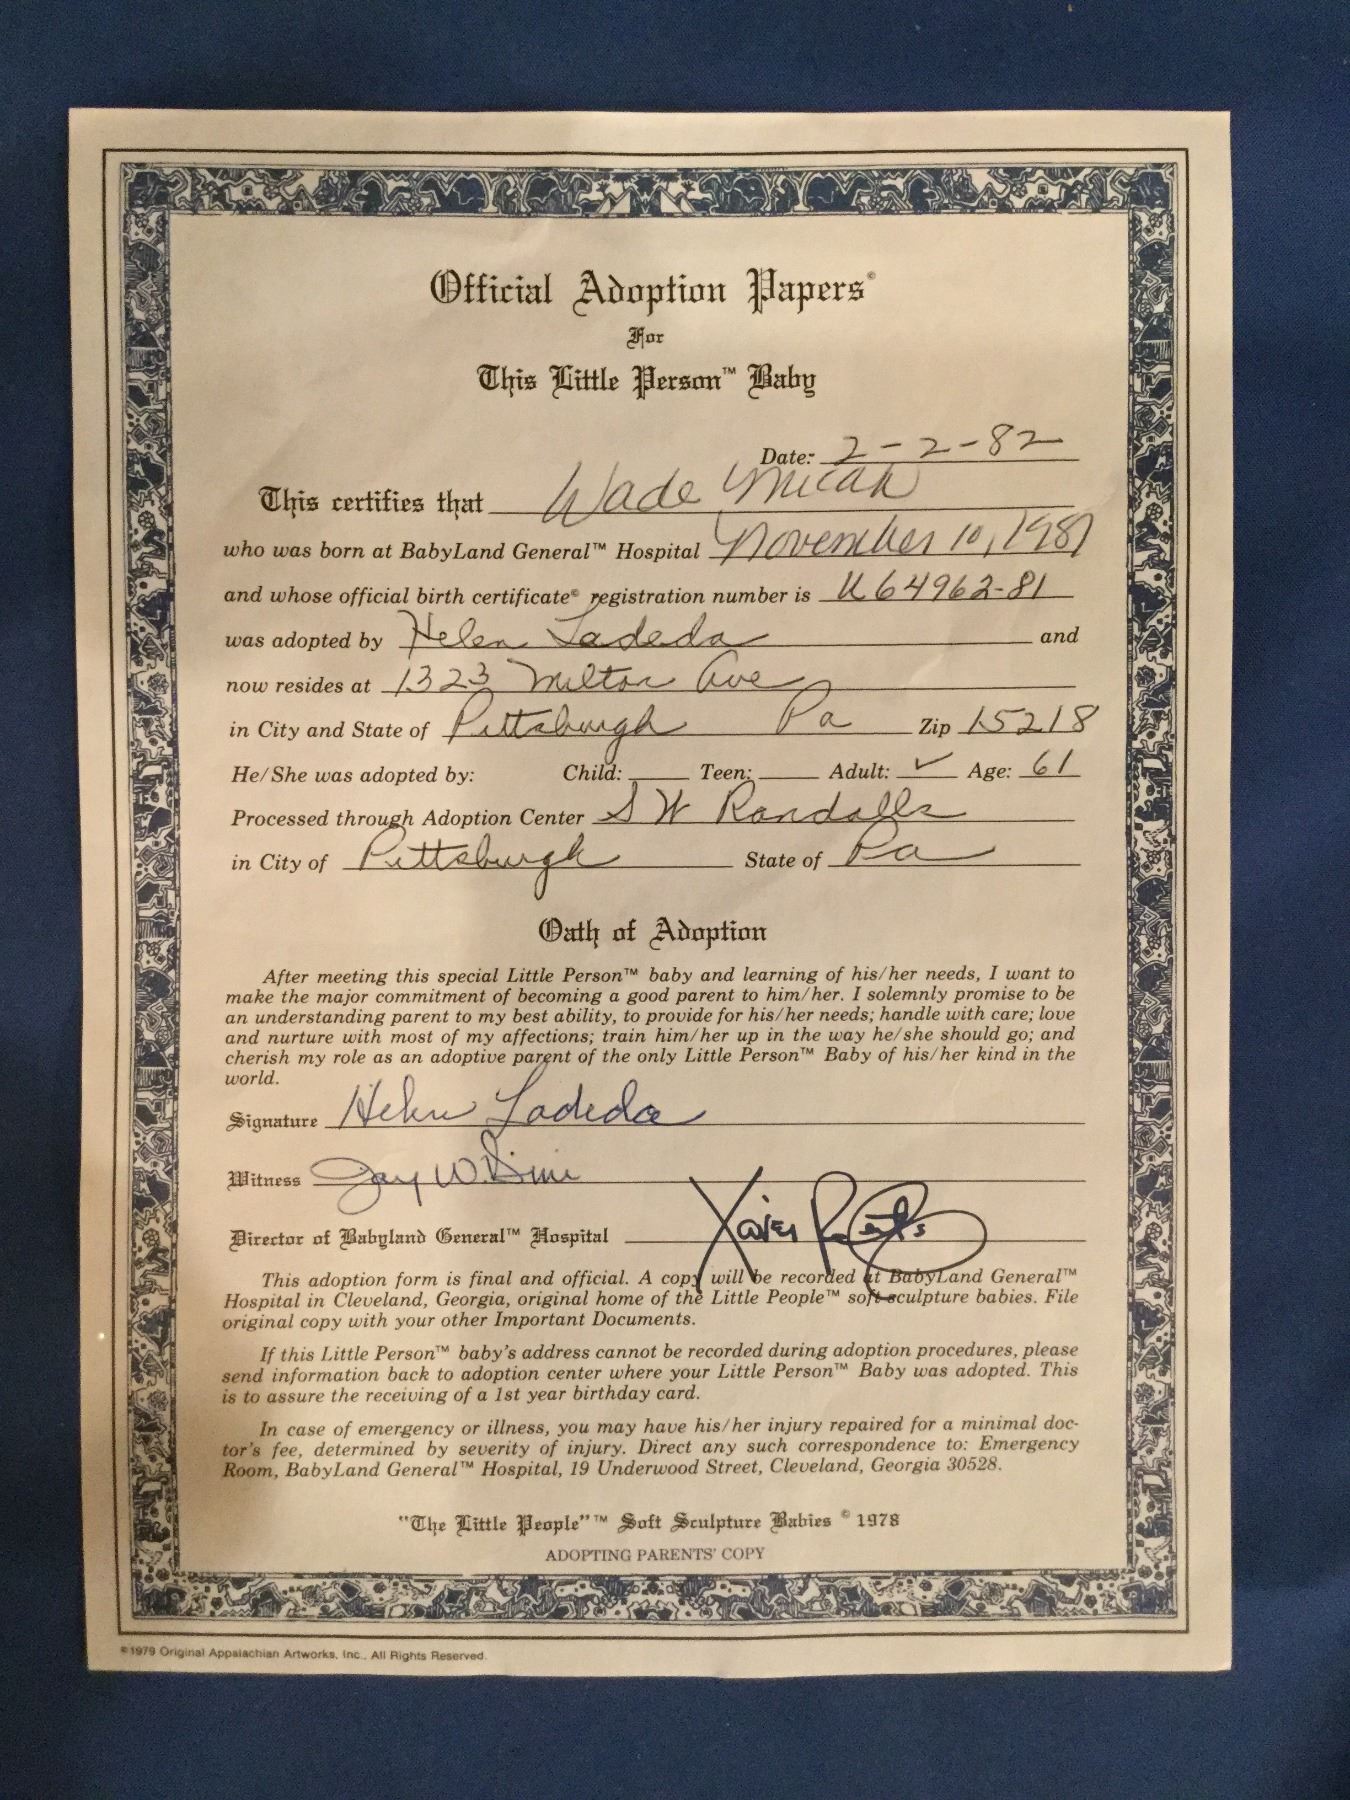 Official Adoption Papers©
For
This Little Person™ Baby
Date: 2-2-82
This certifies that Wade Micah
who was born at BabyLand General™ Hospital November 10, 1981
and whose official birth certificate© registration number is U64962-81
was adopted by Helen Ladeda and
now resides at 1323 Milton Ave
in City and State of Pittsburgh Pa Zip 15218
He/She was adopted by: Child: Teen: Adult: ✓ Age: 61
Processed through Adoption Center S W Randalls
in City of Pittsburgh State of Pa
Oath of Adoption
After meeting this special Little Person™ baby and learning of his/her needs, I want to
make the major commitment of becoming a good parent to him/her. I solemnly promise to be
an understanding parent to my best ability, to provide for his/her needs; handle with care; love
and nurture with most of my affections; train him/her up in the way he/she should go; and
cherish my role as an adoptive parent of the only Little Person™ Baby of his/her kind in the
world.
Signature Helen Ladeda
Witness Jay W.
Director of Babyland General™ Hospital Xavier Roberts
This adoption form is final and official. A copy will be recorded at BabyLand General™
Hospital in Cleveland, Georgia, original home of the Little People™ soft-sculpture babies. File
original copy with your other Important Documents.
If this Little Person™ baby's address cannot be recorded during adoption procedures, please
send information back to adoption center where your Little Person™ Baby was adopted. This
is to assure the receiving of a 1st year birthday card.
In case of emergency or illness, you may have his/her injury repaired for a minimal doc-
tor's fee, determined by severity of injury. Direct any such correspondence to: Emergency
Room, BabyLand General™ Hospital, 19 Underwood Street, Cleveland, Georgia 30528.
"The Little People"™ Soft Sculpture Babies © 1978
ADOPTING PARENTS' COPY
©1979 Original Appalachian Artworks, Inc., All Rights Reserved.